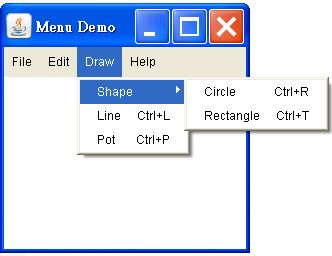 Menu Demo
File Edit Draw Help
Shape
Line Ctrl+L
Pot Ctrl+P
Circle Ctrl+R
Rectangle Ctrl+T